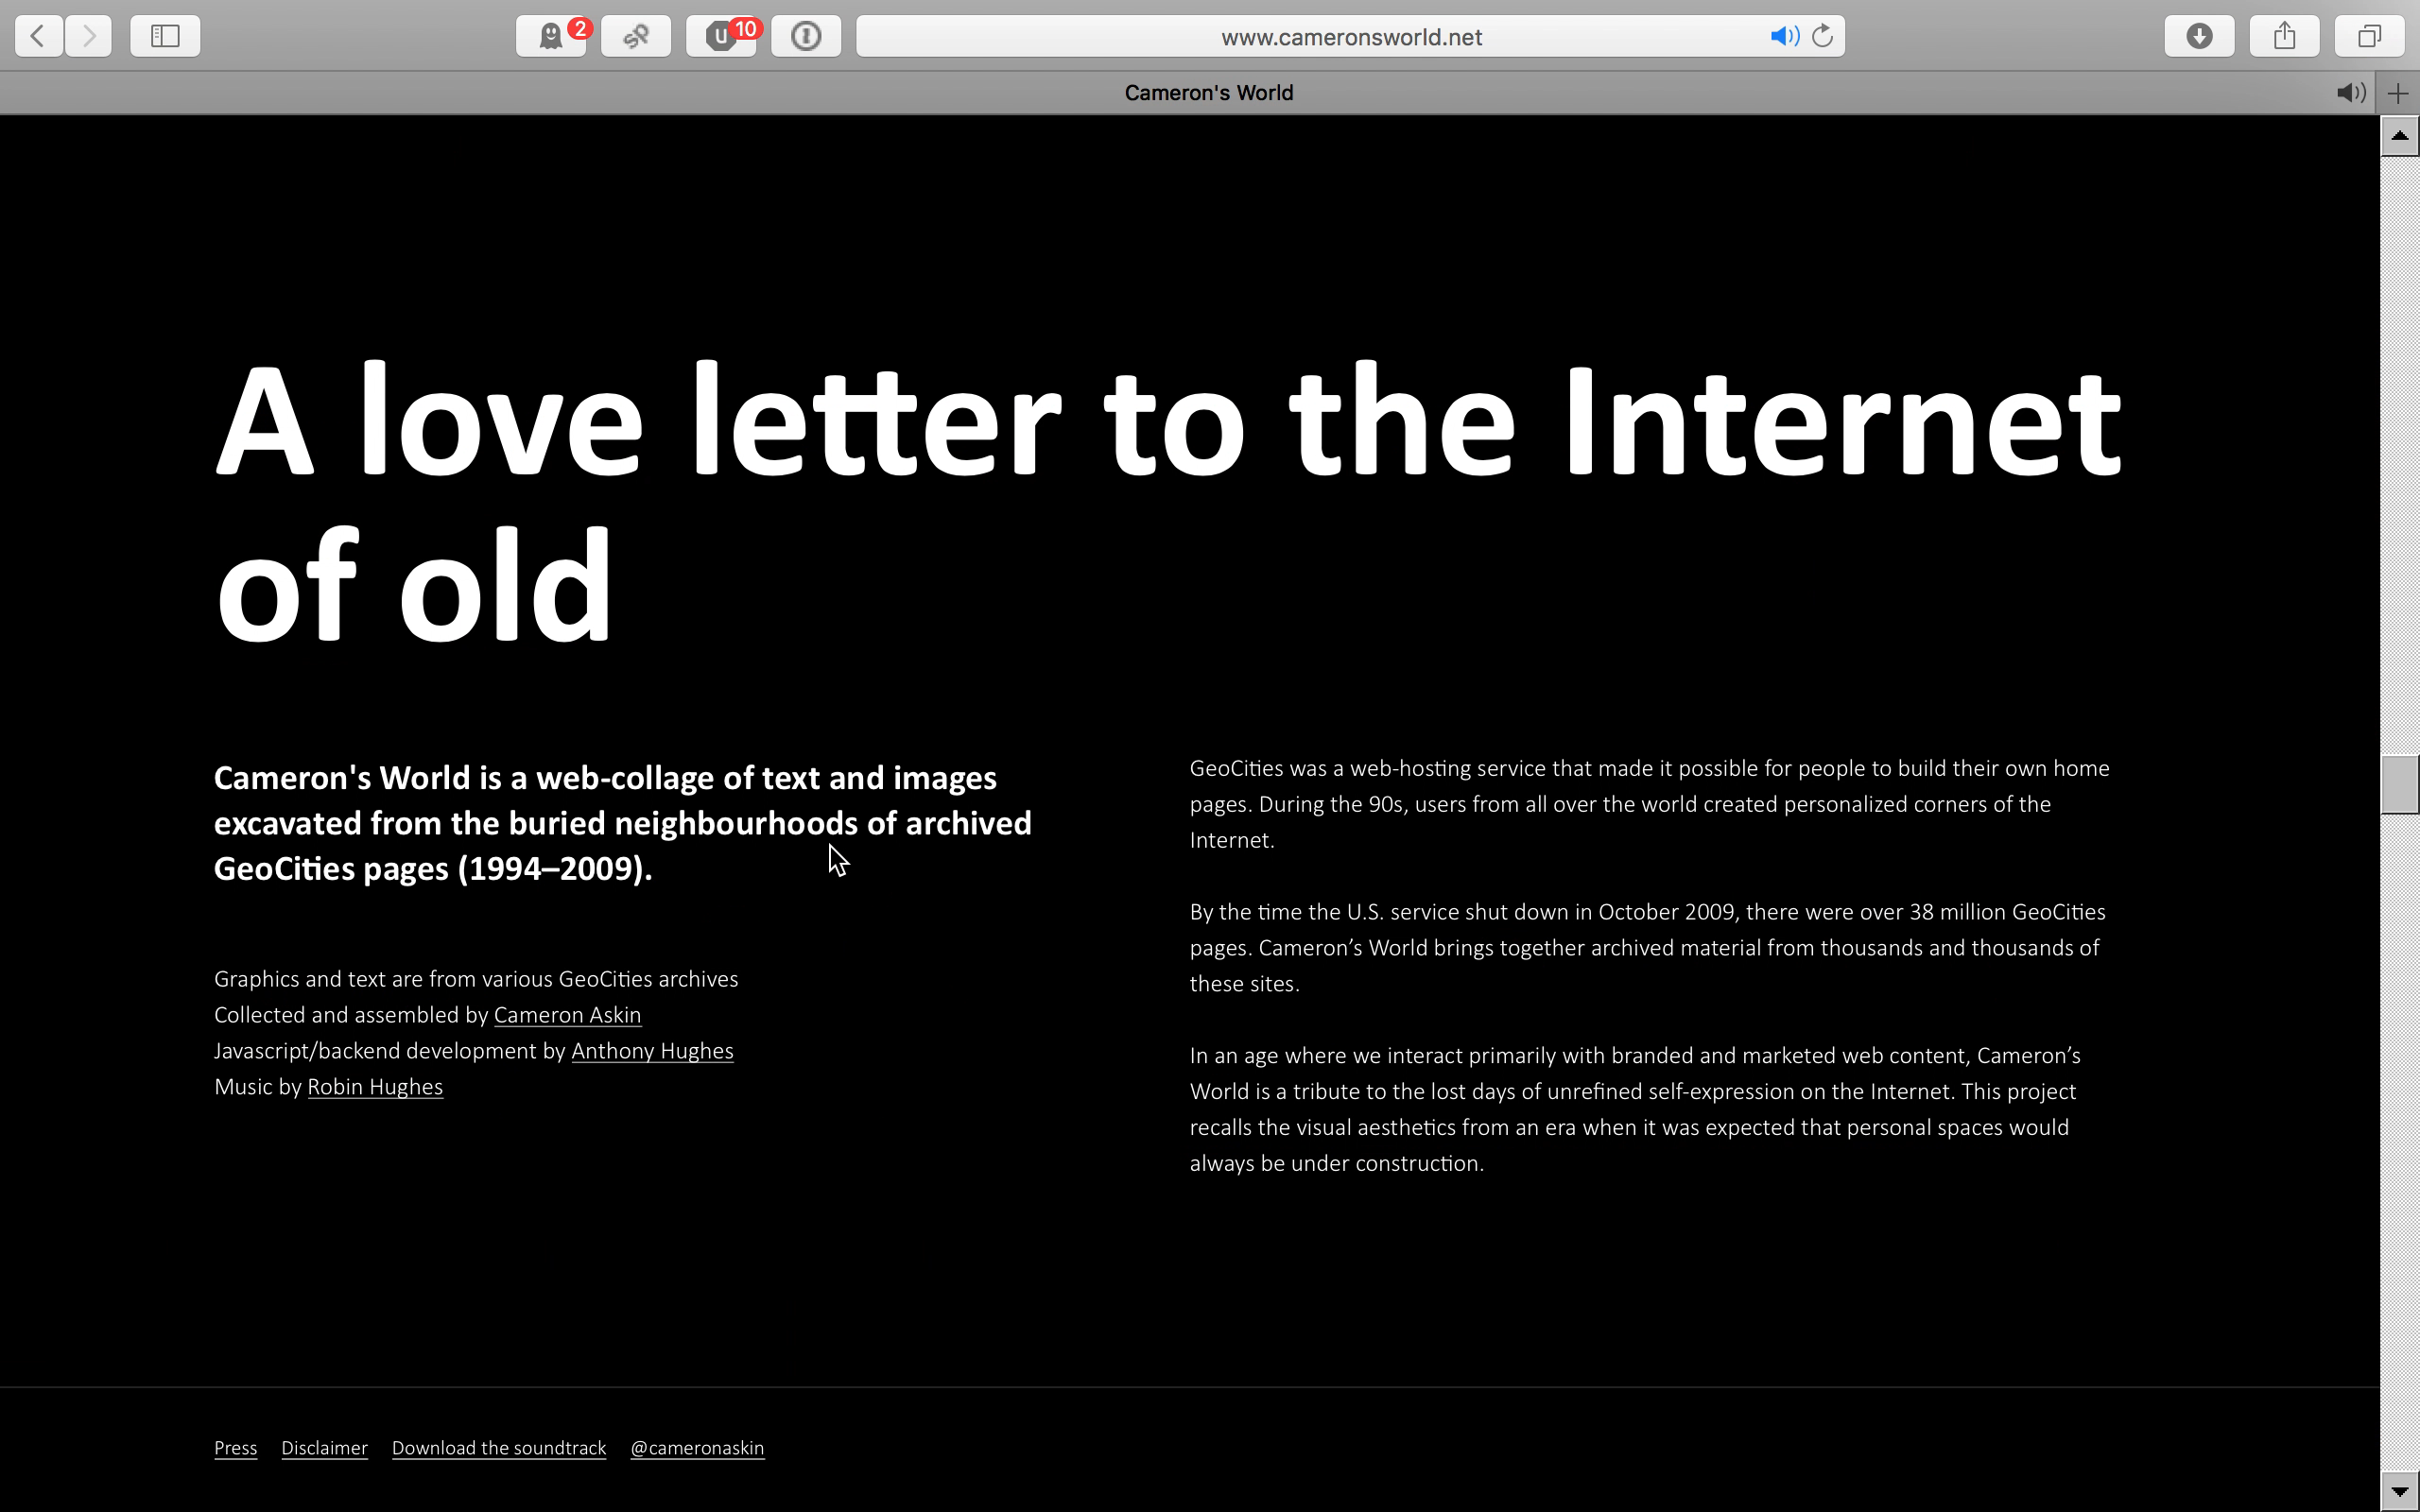 2
10
www.cameronsworld.net
Cameron's World
A love letter to the Internet
of old
Cameron's World is a web-collage of text and images
excavated from the buried neighbourhoods of archived
GeoCities pages (1994–2009).
Graphics and text are from various GeoCities archives
Collected and assembled by Cameron Askin
Javascript/backend development by Anthony Hughes
Music by Robin Hughes
GeoCities was a web-hosting service that made it possible for people to build their own home
pages. During the 90s, users from all over the world created personalized corners of the
Internet.
By the time the U.S. service shut down in October 2009, there were over 38 million GeoCities
pages. Cameron’s World brings together archived material from thousands and thousands of
these sites.
In an age where we interact primarily with branded and marketed web content, Cameron’s
World is a tribute to the lost days of unrefined self-expression on the Internet. This project
recalls the visual aesthetics from an era when it was expected that personal spaces would
always be under construction.
Press Disclaimer Download the soundtrack @cameronaskin